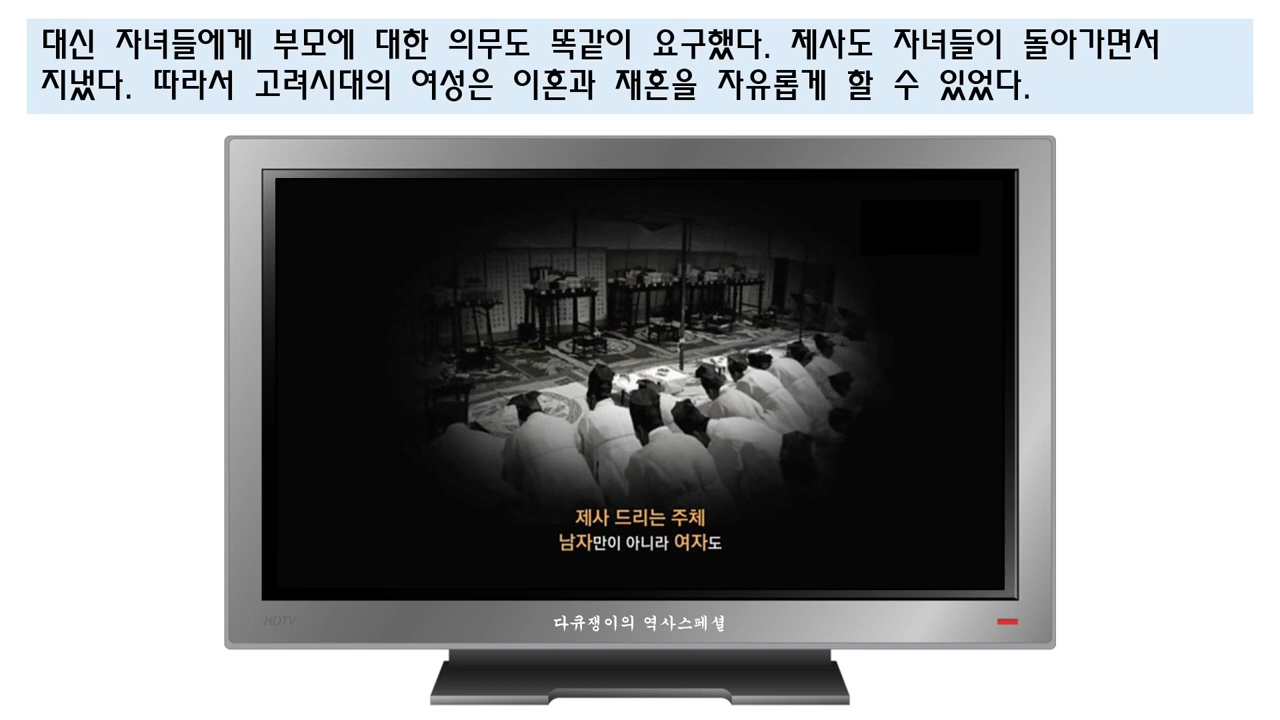 대신 자녀들에게 부모에 대한 의무도 똑같이 요구했다. 제사도 자녀들이 돌아가면서
지냈다. 따라서 고려시대의 여성은 이혼과 재혼을 자유롭게 할 수 있었다.
제사 드리는 주체
남자만이 아니라 여자도
HDTV
다큐쟁이의 역사스페셜